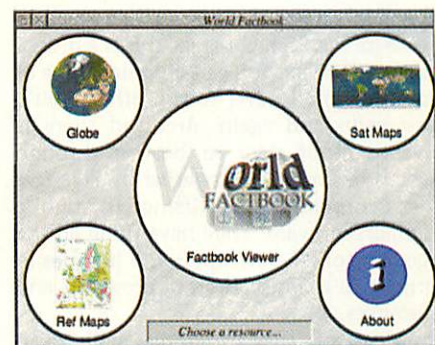 World Factbook
Globe
Sat Maps
World
FACTBOOK
Factbook Viewer
Ref Maps
About
Choose a resource...